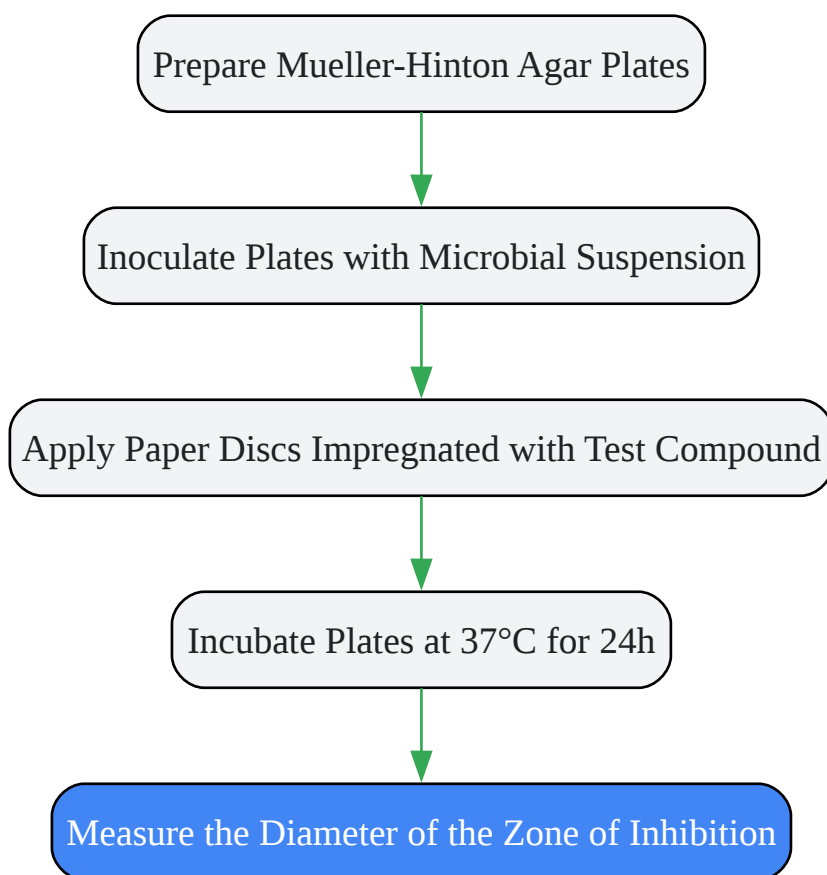 Prepare Mueller-Hinton Agar Plates
Inoculate Plates with Microbial Suspension
Apply Paper Discs Impregnated with Test Compound
Incubate Plates at 37°C for 24h
Measure the Diameter of the Zone of Inhibition